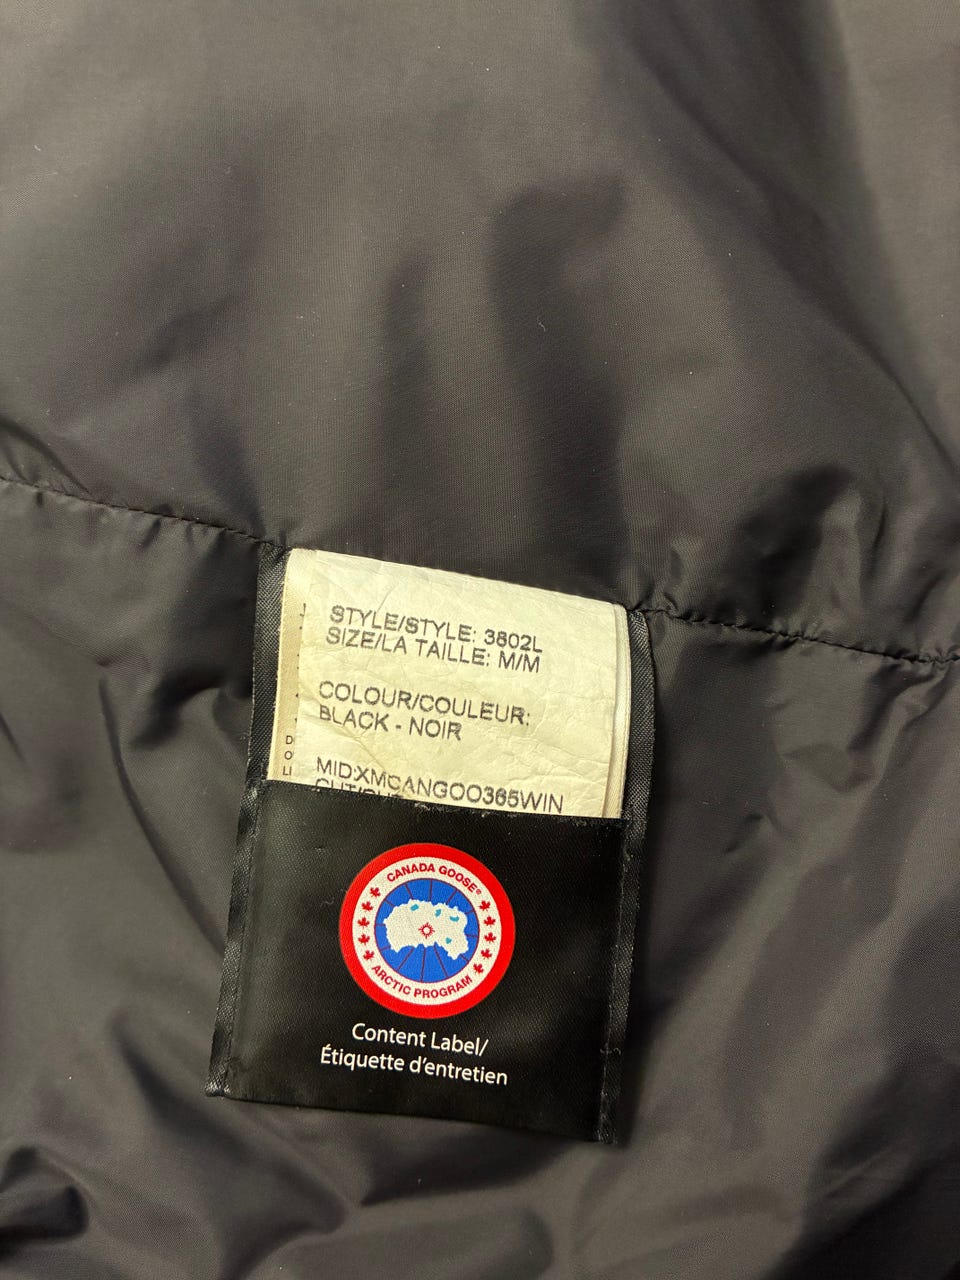 STYLE/STYLE: 3802L
SIZE/LA TAILLE: M/M
COLOUR/COULEUR:
BLACK - NOIR
MID:XMCANGOO365WIN
D
O
LI
CANADA GOOSE®
ARCTIC PROGRAM
Content Label/
Étiquette d'entretien